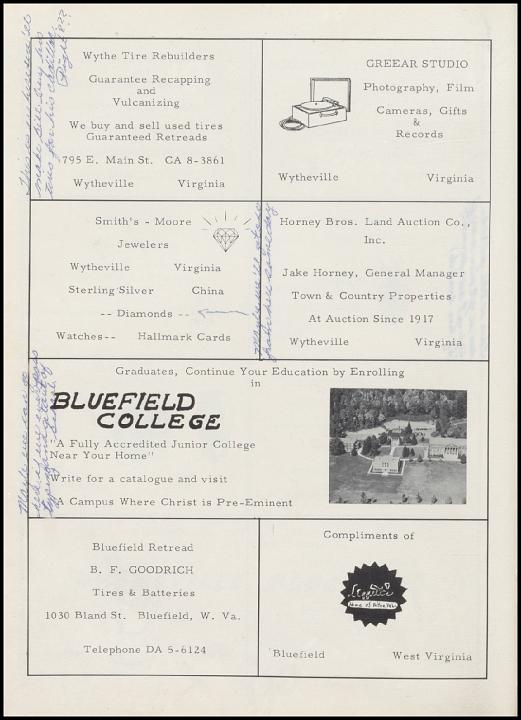 Wythe Tire Rebuilders
Guarantee Recapping
and
Vulcanizing
We buy and sell used tires
Guaranteed Retreads
795 E. Main St. CA 8-3861
Wytheville Virginia
GREEAR STUDIO
Photography, Film
Cameras, Gifts
&
Records
Wytheville Virginia
Smith's - Moore
Jewelers
Wytheville Virginia
Sterling Silver China
-- Diamonds --
Watches-- Hallmark Cards
Horney Bros. Land Auction Co.,
Inc.
Jake Horney, General Manager
Town & Country Properties
At Auction Since 1917
Wytheville Virginia
Graduates, Continue Your Education by Enrolling
in
BLUEFIELD
COLLEGE
"A Fully Accredited Junior College
Near Your Home"
Write for a catalogue and visit
"A Campus Where Christ is Pre-Eminent
Bluefield Retread
B. F. GOODRICH
Tires & Batteries
1030 Bland St. Bluefield, W. Va.
Telephone DA 5-6124
Compliments of
Leggett's
Home of Better Values
Bluefield West Virginia